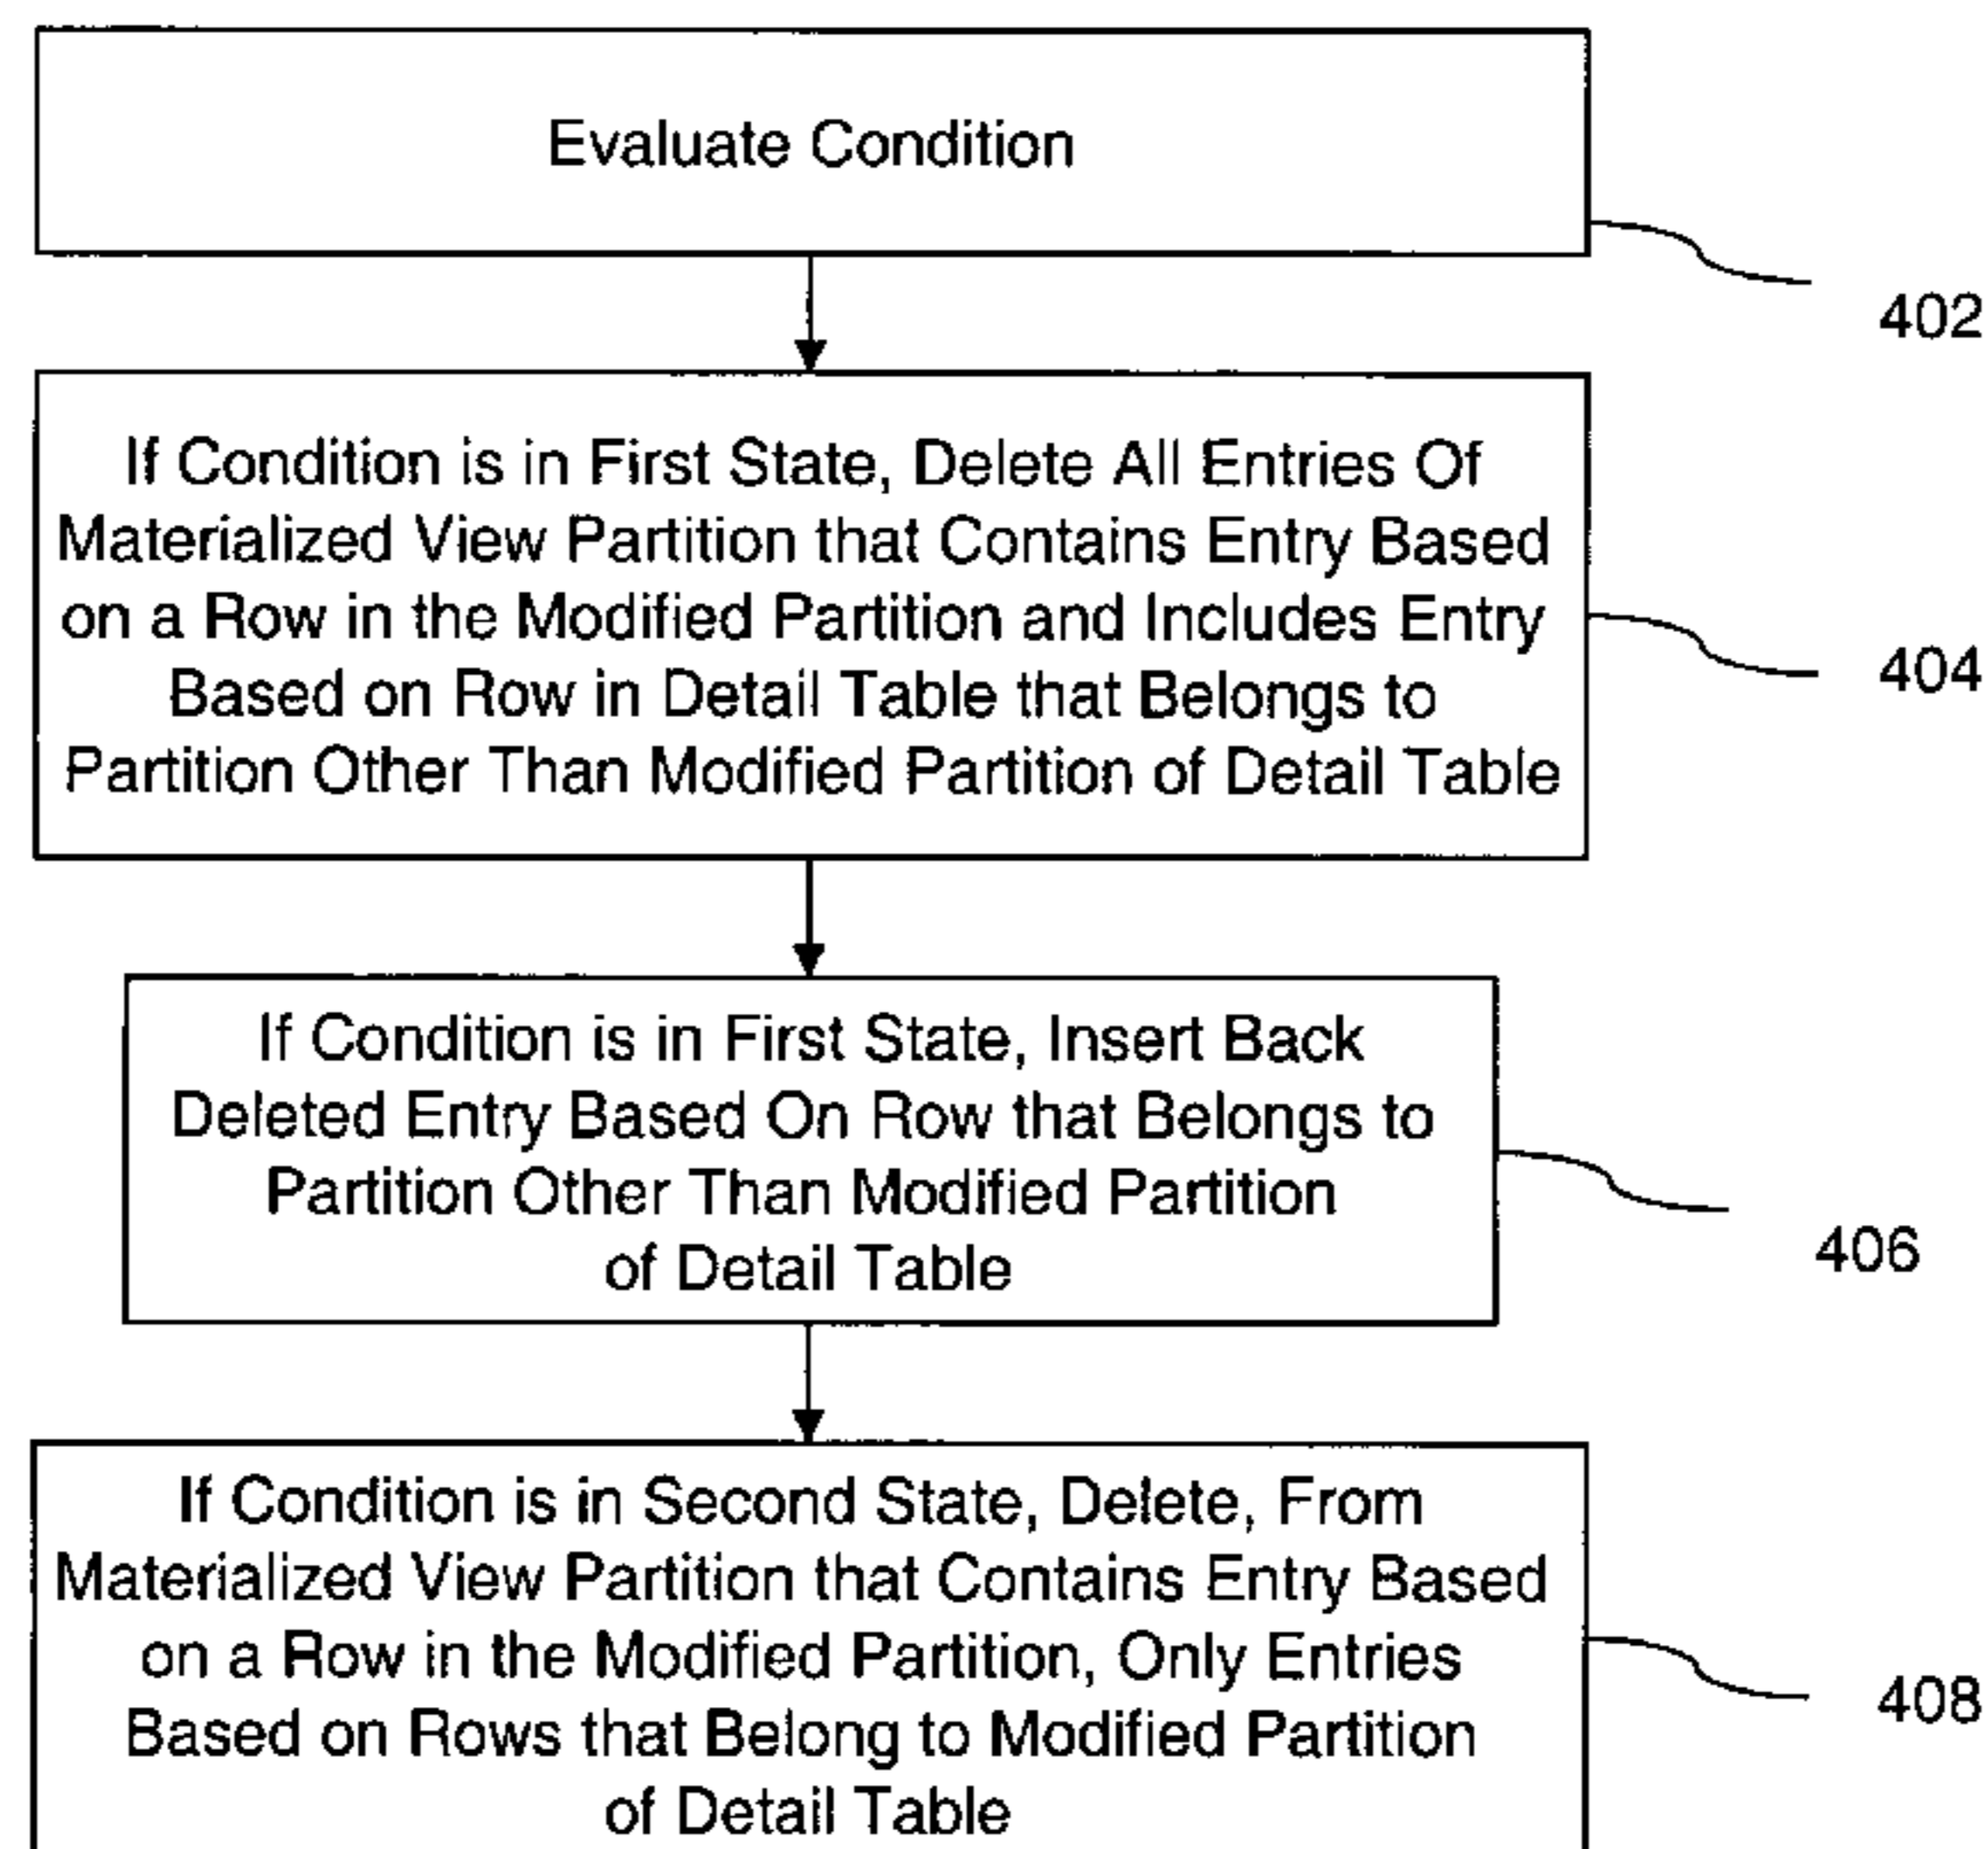 Evaluate Condition
402
If Condition is in First State, Delete All Entries Of
Materialized View Partition that Contains Entry Based
on a Row in the Modified Partition and Includes Entry
Based on Row in Detail Table that Belongs to
Partition Other Than Modified Partition of Detail Table
404
If Condition is in First State, Insert Back
Deleted Entry Based On Row that Belongs to
Partition Other Than Modified Partition
of Detail Table
406
If Condition is in Second State, Delete, From
Materialized View Partition that Contains Entry Based
on a Row in the Modified Partition, Only Entries
Based on Rows that Belong to Modified Partition
of Detail Table
408